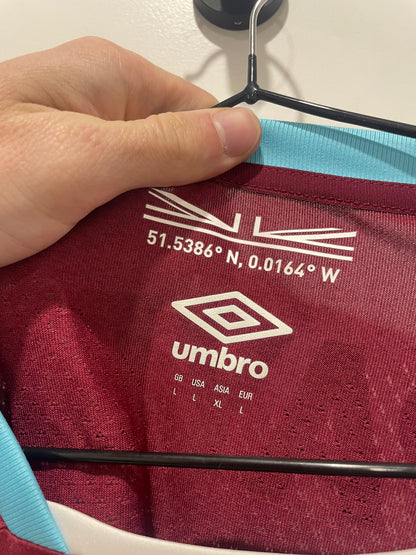 51.5386° N, 0.0164° W
umbro
GB USA ASIA EUR
L L XL L